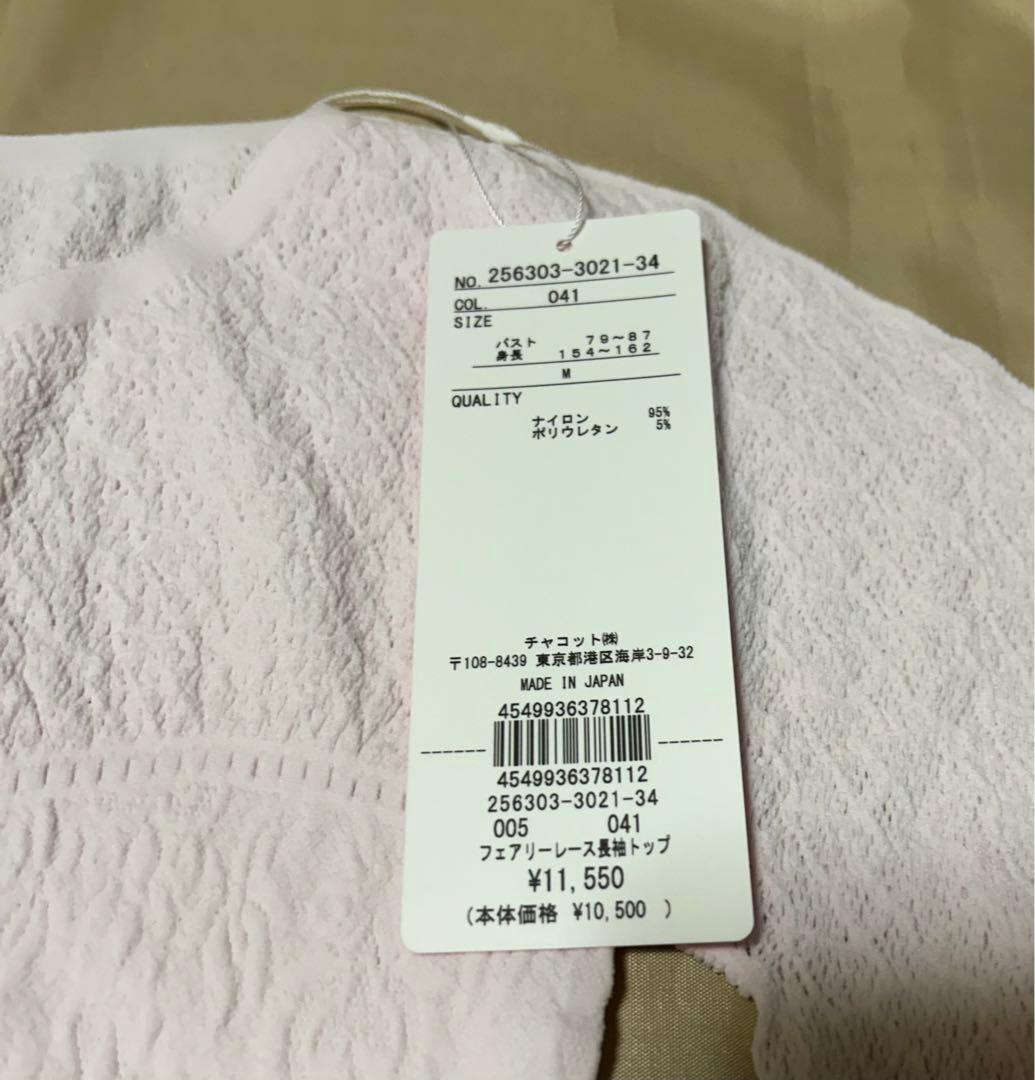 NO. 256303-3021-34
COL. 041
SIZE
バスト 79～87
身長 154～162
M
QUALITY
ナイロン 95%
ポリウレタン 5%
チャコット㈱
〒108-8439 東京都港区海岸3-9-32
MADE IN JAPAN
4549936378112
4549936378112
256303-3021-34
005 041
フェアリーレース長袖トップ
¥11,550
(本体価格 ¥10,500 )